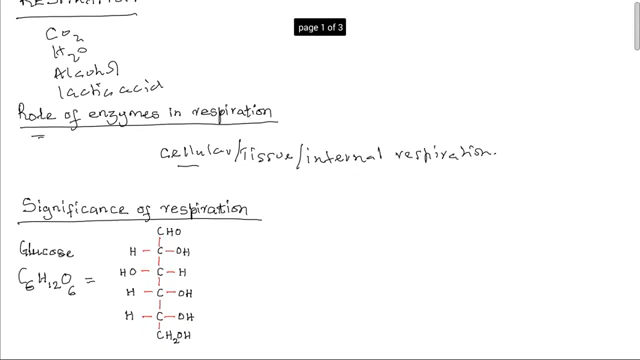 page 1 of 3
RESPIRATION
CO2
H2O
Alcohol
lactic acid
Role of enzymes in respiration
cellular/Tissue/internal respiration.
Significance of respiration
Glucose
C6H12O6 =
CHO
H - C - OH
HO - C - H
H - C - OH
H - C - OH
CH2OH